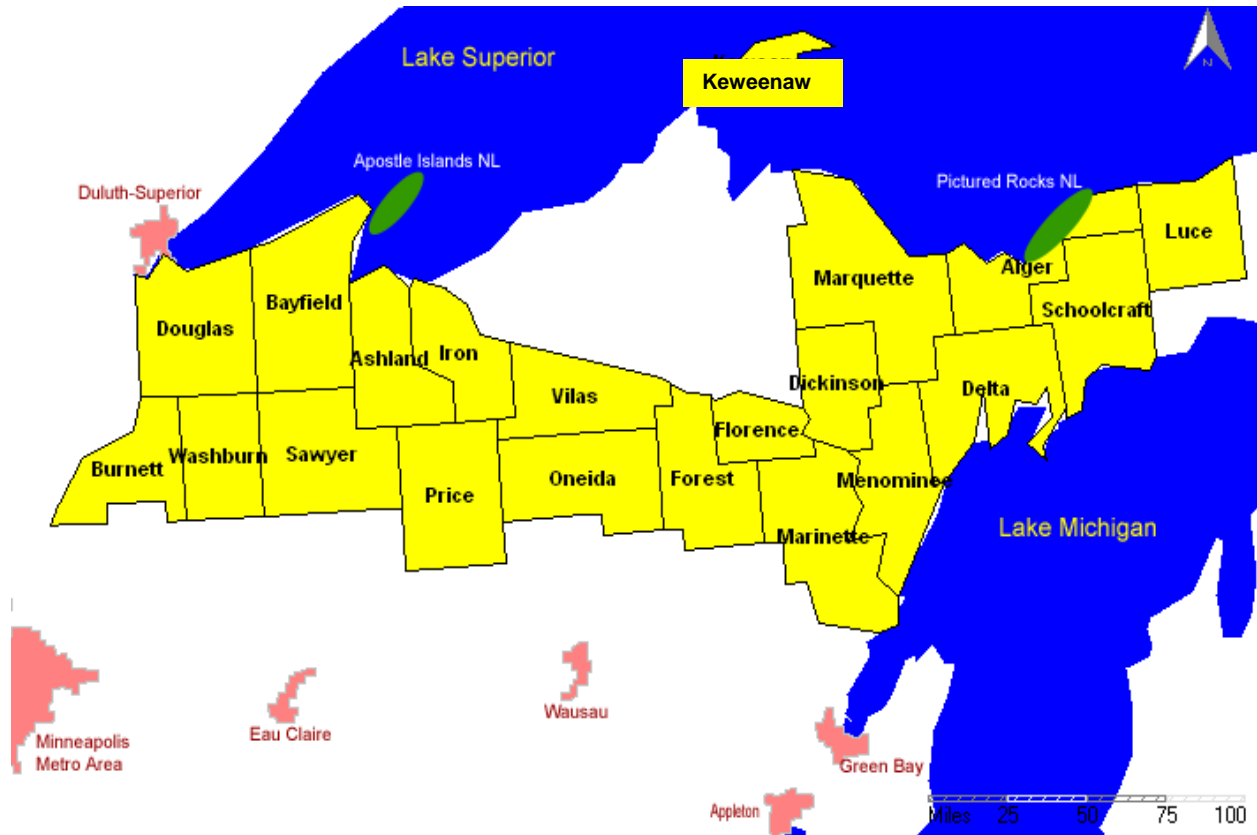 Lake Superior
Keweenaw
N
Apostle Islands NL
Pictured Rocks NL
Duluth-Superior
Luce
Alger
Marquette
Bayfield
Schoolcraft
Douglas
Iron
Ashland
Dickinson
Delta
Vilas
Florence
Washburn
Sawyer
Burnett
Oneida
Forest
Menominee
Price
Marinette
Lake Michigan
Wausau
Eau Claire
Minneapolis
Metro Area
Green Bay
Appleton
Miles 25 50 75 100